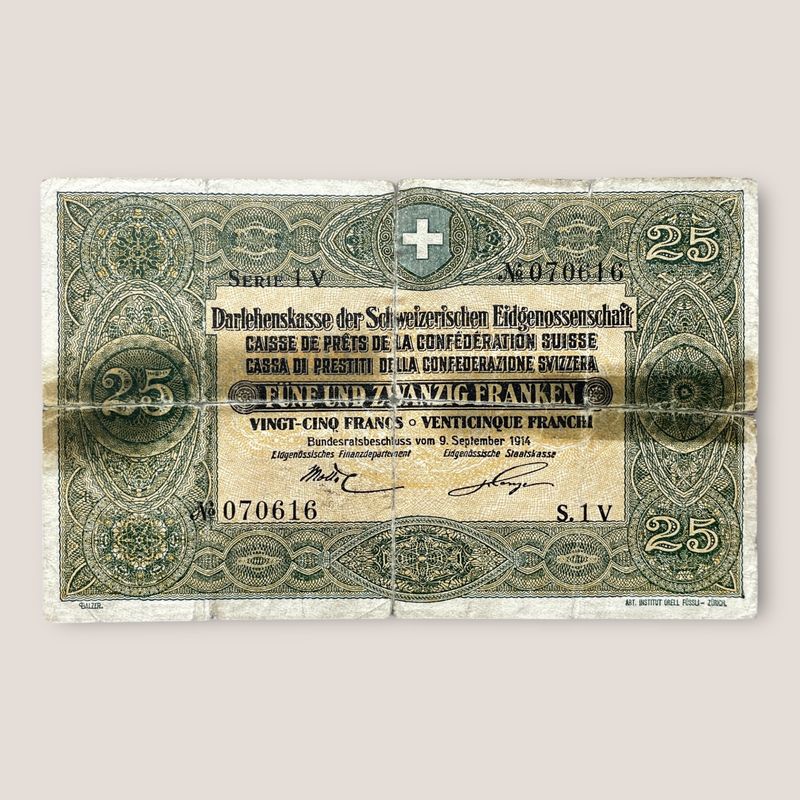 25
SERIE 1 V
№ 070616
Darlehenskasse der Schweizerischen Eidgenossenschaft
CAISSE DE PRÊTS DE LA CONFÉDÉRATION SUISSE
CASSA DI PRESTITI DELLA CONFEDERAZIONE SVIZZERA
25
FÜNF UND ZWANZIG FRANKEN
VINGT-CINQ FRANCS ◦ VENTICINQUE FRANCHI
Bundesratsbeschluss vom 9. September 1914
Eidgenössisches Finanzdepartement
Eidgenössische Staatskasse
№ 070616
S. 1 V
25
BALZER.
ART. INSTITUT ORELL FÜSSLI – ZÜRICH.